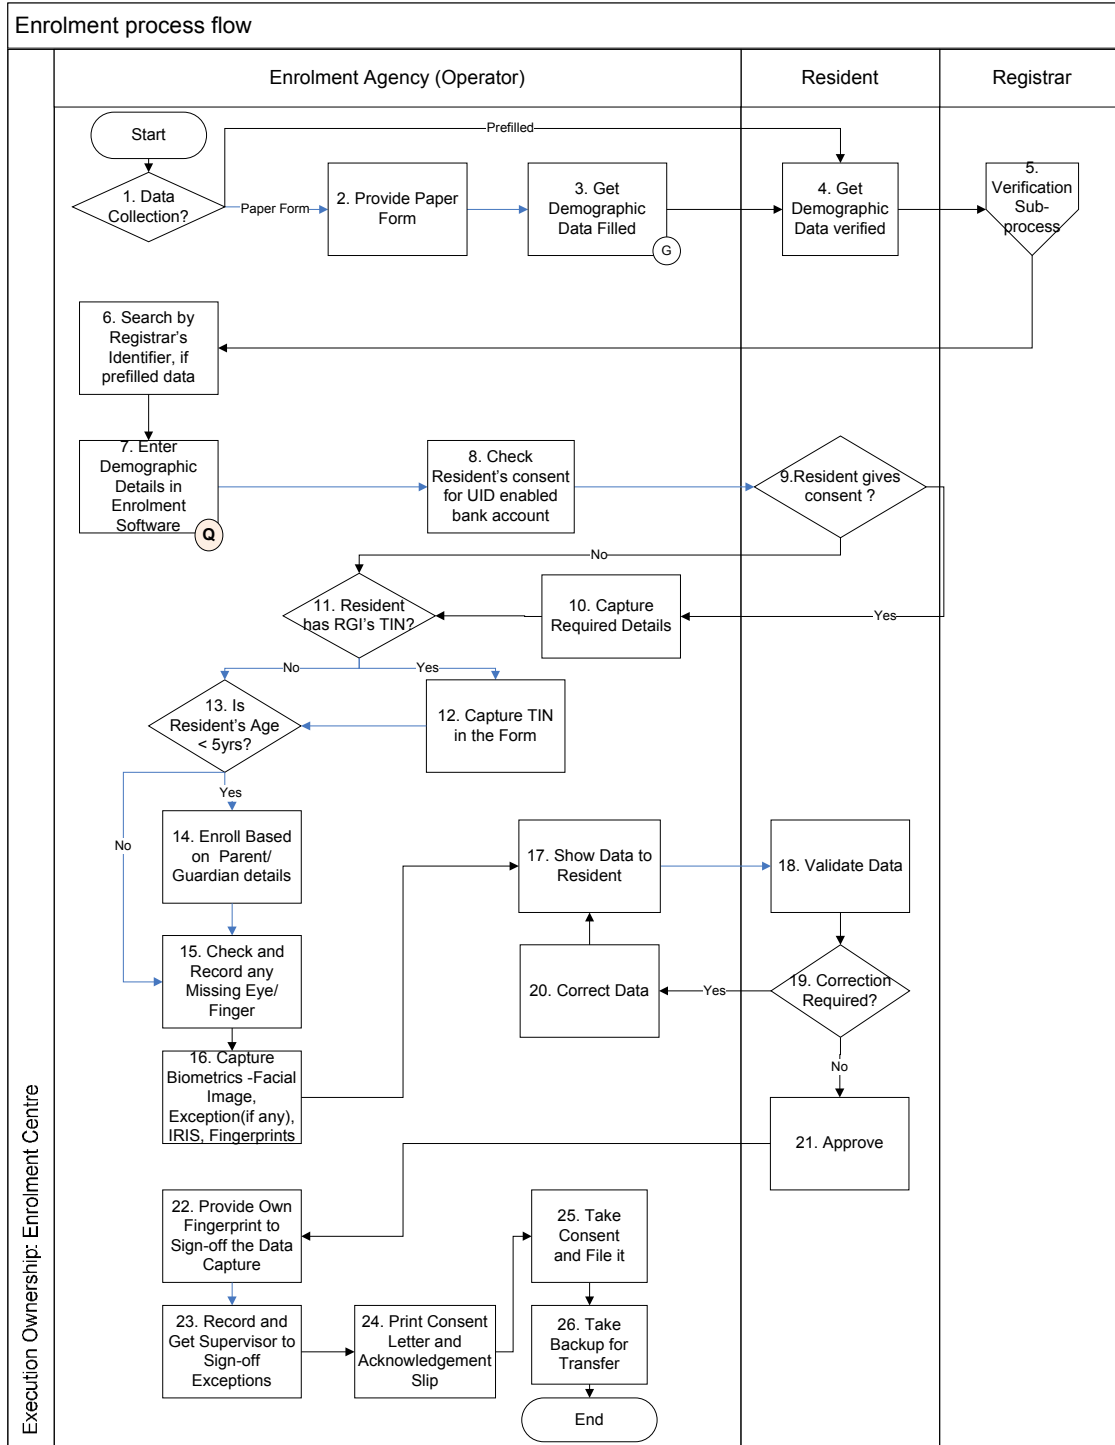 Enrolment process flow
Enrolment Agency (Operator)
Resident
Registrar
Start
Prefilled
1. Data
Collection?
Paper Form
2. Provide Paper
Form
3. Get
Demographic
Data Filled
G
4. Get
Demographic
Data verified
5.
Verification
Sub-
process
6. Search by
Registrar's
Identifier, if
prefilled data
7. Enter
Demographic
Details in
Enrolment
Software
Q
8. Check
Resident's consent
for UID enabled
bank account
9.Resident gives
consent ?
No
Yes
10. Capture
Required Details
11. Resident
has RGI's TIN?
No
Yes
12. Capture TIN
in the Form
13. Is
Resident's Age
< 5yrs?
Yes
No
14. Enroll Based
on Parent/
Guardian details
15. Check and
Record any
Missing Eye/
Finger
16. Capture
Biometrics -Facial
Image,
Exception(if any),
IRIS, Fingerprints
17. Show Data to
Resident
18. Validate Data
19. Correction
Required?
Yes
20. Correct Data
No
21. Approve
22. Provide Own
Fingerprint to
Sign-off the Data
Capture
23. Record and
Get Supervisor to
Sign-off
Exceptions
24. Print Consent
Letter and
Acknowledgement
Slip
25. Take
Consent
and File it
26. Take
Backup for
Transfer
End
Execution Ownership: Enrolment Centre